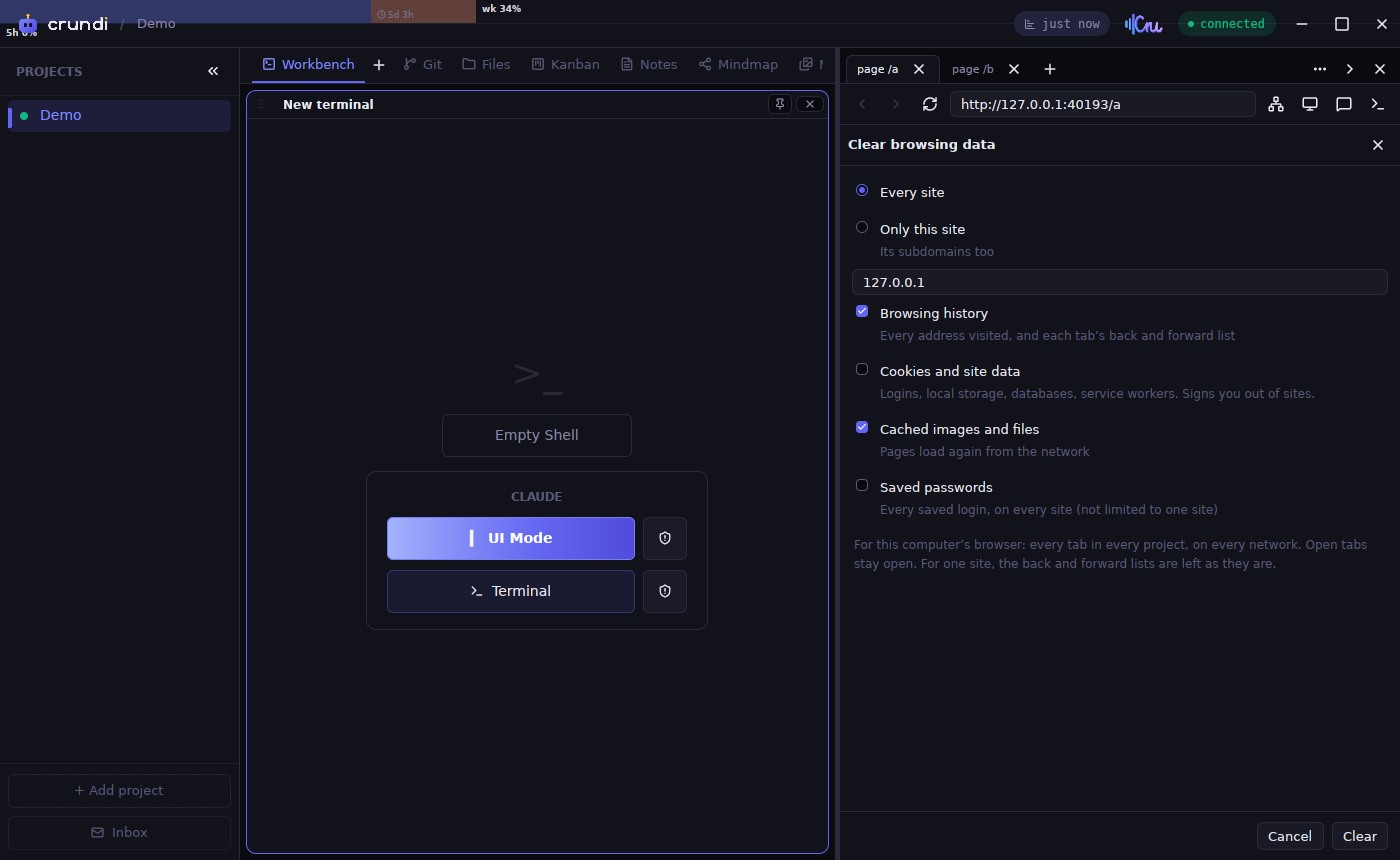 5d 3h
wk 34%
crundi / Demo
just now
connected
PROJECTS
Demo
+ Add project
Inbox
Workbench
Git
Files
Kanban
Notes
Mindmap
New terminal
>_
Empty Shell
CLAUDE
UI Mode
Terminal
page /a
page /b
http://127.0.0.1:40193/a
Clear browsing data
Every site
Only this site
Its subdomains too
127.0.0.1
Browsing history
Every address visited, and each tab’s back and forward list
Cookies and site data
Logins, local storage, databases, service workers. Signs you out of sites.
Cached images and files
Pages load again from the network
Saved passwords
Every saved login, on every site (not limited to one site)
For this computer’s browser: every tab in every project, on every network. Open tabs
stay open. For one site, the back and forward lists are left as they are.
Cancel
Clear